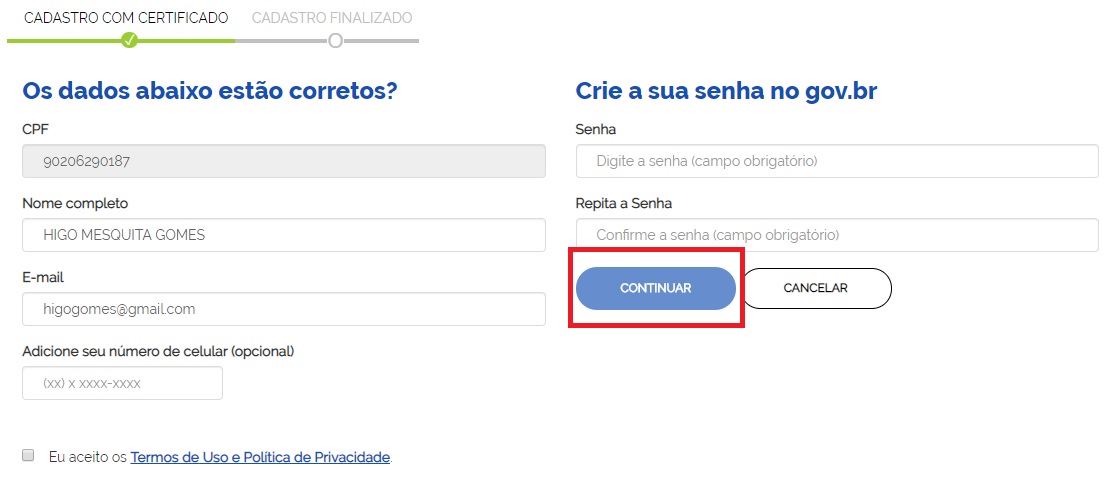 CADASTRO COM CERTIFICADO CADASTRO FINALIZADO
Os dados abaixo estão corretos?
CPF
90206290187
Nome completo
HIGO MESQUITA GOMES
E-mail
higogomes@gmail.com
Adicione seu número de celular (opcional)
(xx) x xxxx-xxxx
Eu aceito os Termos de Uso e Política de Privacidade.
Crie a sua senha no gov.br
Senha
Digite a senha (campo obrigatório)
Repita a Senha
Confirme a senha (campo obrigatório)
CONTINUAR CANCELAR